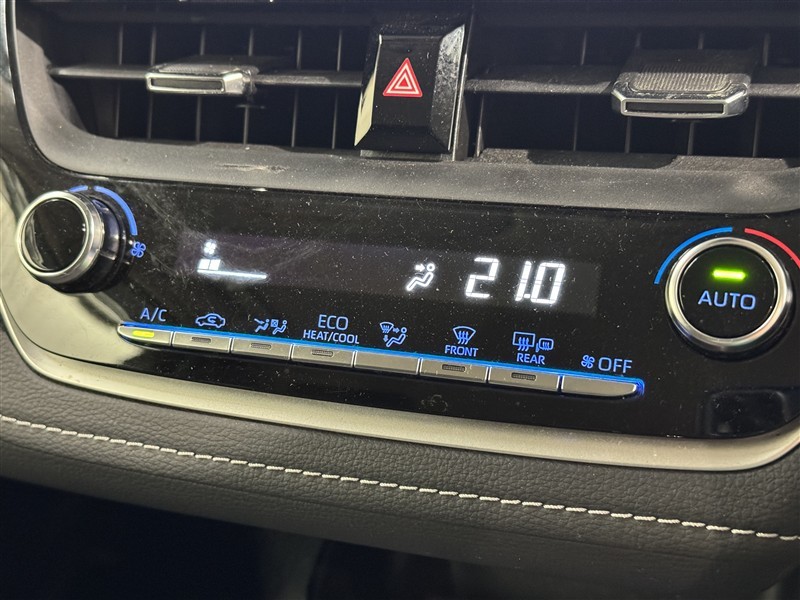 21.0
AUTO
A/C
ECO
HEAT/COOL
FRONT
REAR
OFF